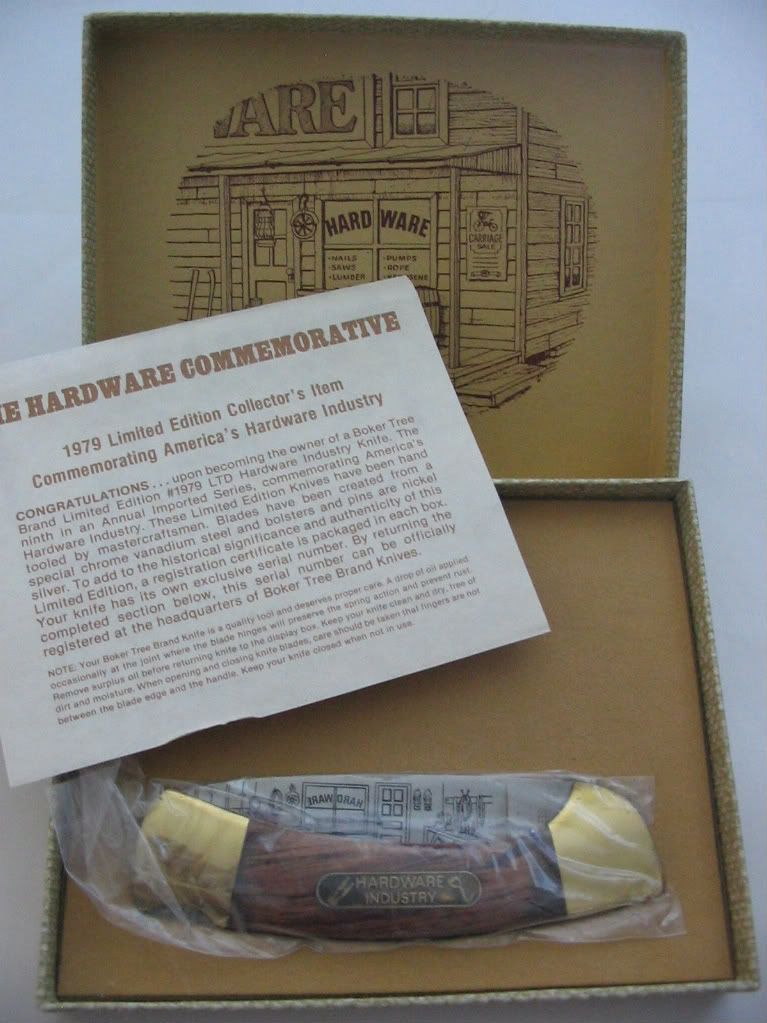 ARE
HARDWARE
·NAILS ·PUMPS
·SAWS ·ROPE
·LUMBER
CARRIAGE
SALE
HE HARDWARE COMMEMORATIVE
1979 Limited Edition Collector's Item
Commemorating America's Hardware Industry
CONGRATULATIONS ... upon becoming the owner of a Boker Tree
Brand Limited Edition #1979 LTD Hardware Industry Knife. The
ninth in an Annual Imported Series, commemorating America's
Hardware Industry. These Limited Edition Knives have been hand
tooled by mastercraftsmen. Blades have been created from a
special chrome vanadium steel and bolsters and pins are nickel
silver. To add to the historical significance and authenticity of this
Limited Edition, a registration certificate is packaged in each box.
Your knife has its own exclusive serial number. By returning the
completed section below, this serial number can be officially
registered at the headquarters of Boker Tree Brand Knives.
NOTE: Your Boker Tree Brand Knife is a quality tool and deserves proper care. A drop of oil applied
occasionally at the joint where the blade hinges will preserve the spring action and prevent rust.
Remove surplus oil before returning knife to the display box. Keep your knife clean and dry, free of
dirt and moisture. When opening and closing knife blades, care should be taken that fingers are not
between the blade edge and the handle. Keep your knife closed when not in use.
HARDWARE
HARDWARE
INDUSTRY